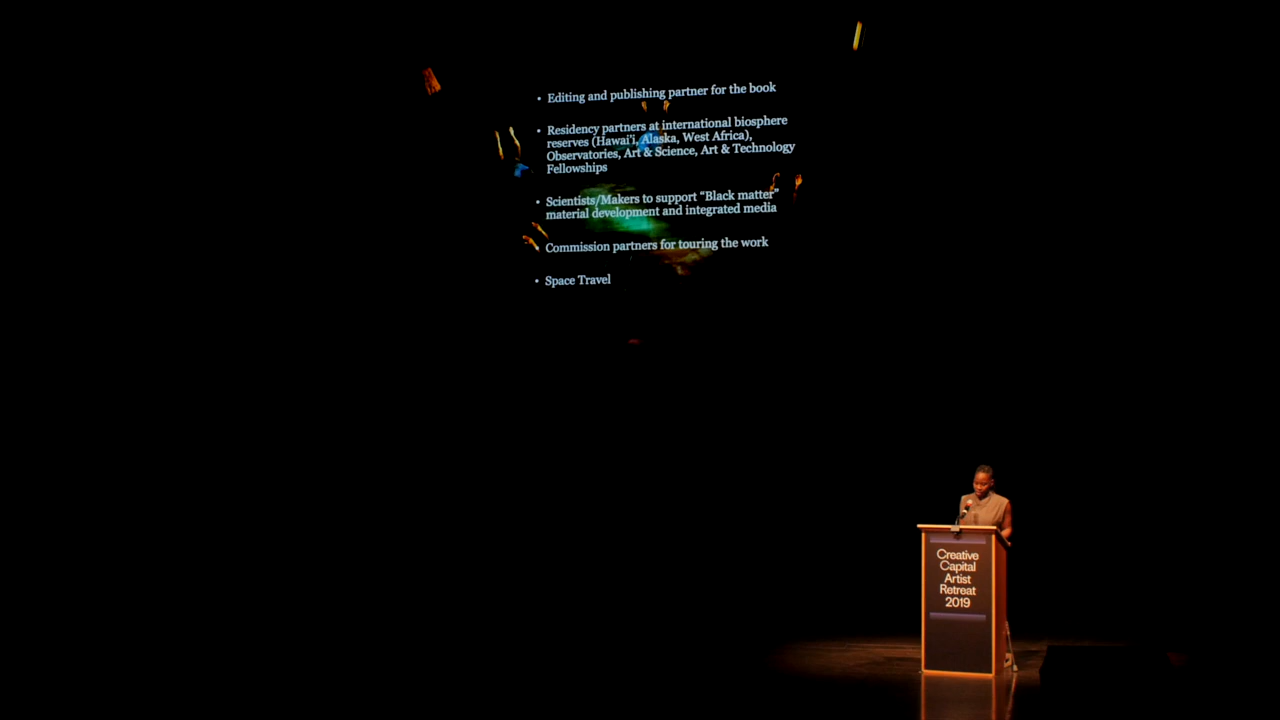 • Editing and publishing partner for the book
• Residency partners at international biosphere
reserves (Hawai'i, Alaska, West Africa),
Observatories, Art & Science, Art & Technology
Fellowships
• Scientists/Makers to support “Black matter”
material development and integrated media
• Commission partners for touring the work
• Space Travel
Creative
Capital
Artist
Retreat
2019